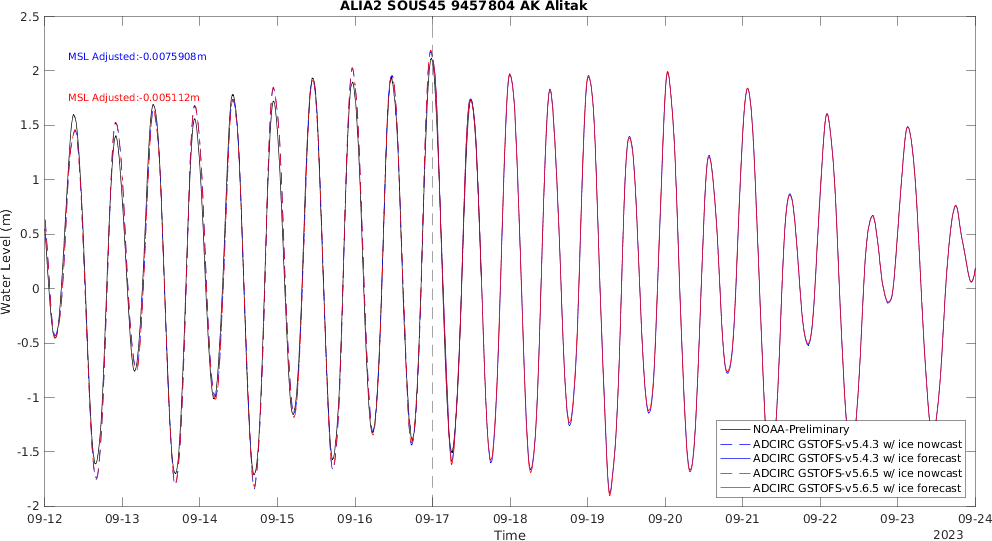 ALIA2 SOUS45 9457804 AK Alitak
2.5
MSL Adjusted:-0.0075908m
2
MSL Adjusted:-0.005112m
1.5
1
0.5
Water Level (m)
0
-0.5
-1
NOAA-Preliminary
ADCIRC GSTOFS-v5.4.3 w/ ice nowcast
-1.5
ADCIRC GSTOFS-v5.4.3 w/ ice forecast
ADCIRC GSTOFS-v5.6.5 w/ ice nowcast
ADCIRC GSTOFS-v5.6.5 w/ ice forecast
-2
09-12 09-13 09-14 09-15 09-16 09-17 09-18 09-19 09-20 09-21 09-22 09-23 09-24
Time
2023